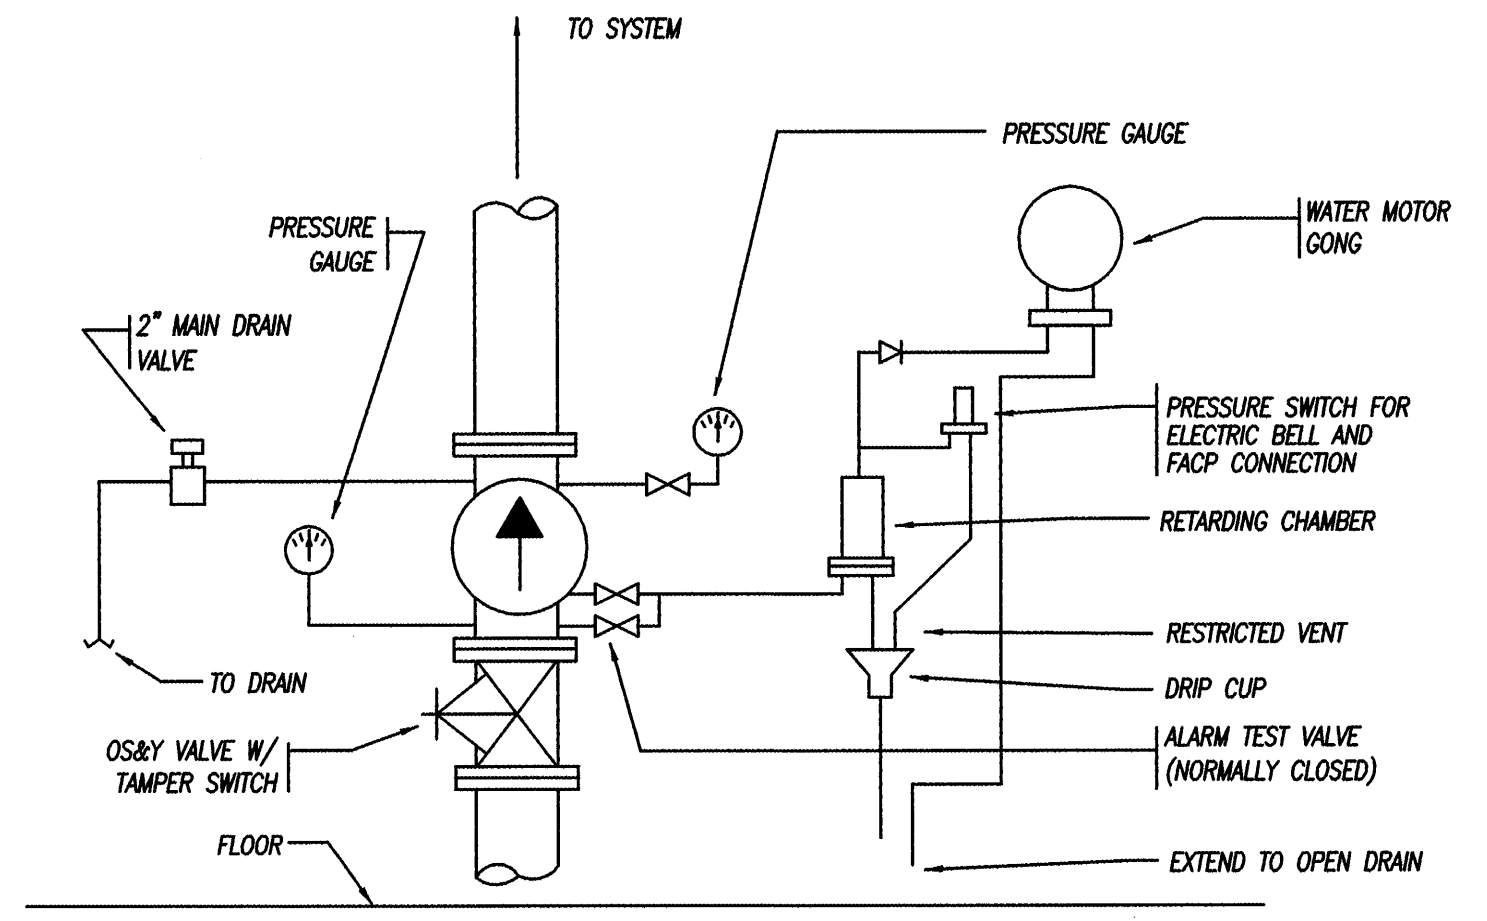 TO SYSTEM
PRESSURE GAUGE
WATER MOTOR
GONG
PRESSURE
GAUGE
2" MAIN DRAIN
VALVE
PRESSURE SWITCH FOR
ELECTRIC BELL AND
FACP CONNECTION
RETARDING CHAMBER
RESTRICTED VENT
TO DRAIN
DRIP CUP
OS&Y VALVE W/
TAMPER SWITCH
ALARM TEST VALVE
(NORMALLY CLOSED)
FLOOR
EXTEND TO OPEN DRAIN